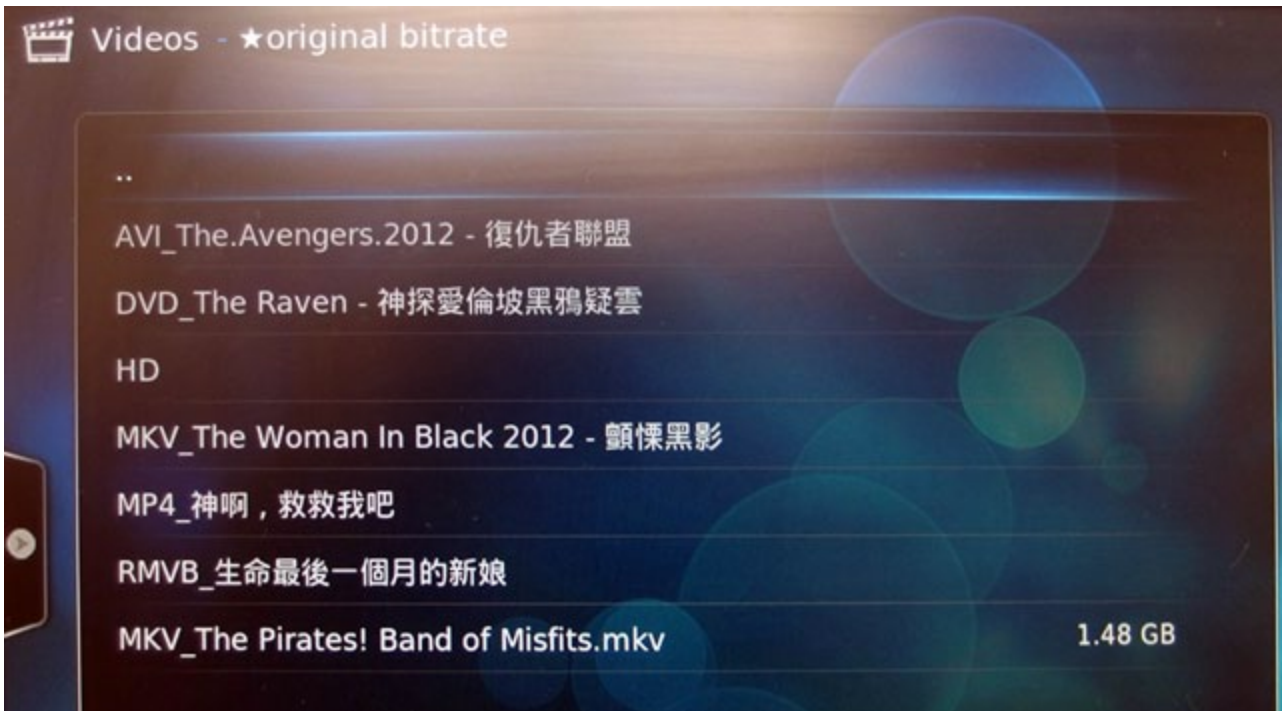 Videos - ★original bitrate
..
AVI_The.Avengers.2012 - 復仇者聯盟
DVD_The Raven - 神探愛倫坡黑鴉疑雲
HD
MKV_The Woman In Black 2012 - 顫慄黑影
MP4_神啊，救救我吧
RMVB_生命最後一個月的新娘
MKV_The Pirates! Band of Misfits.mkv 1.48 GB